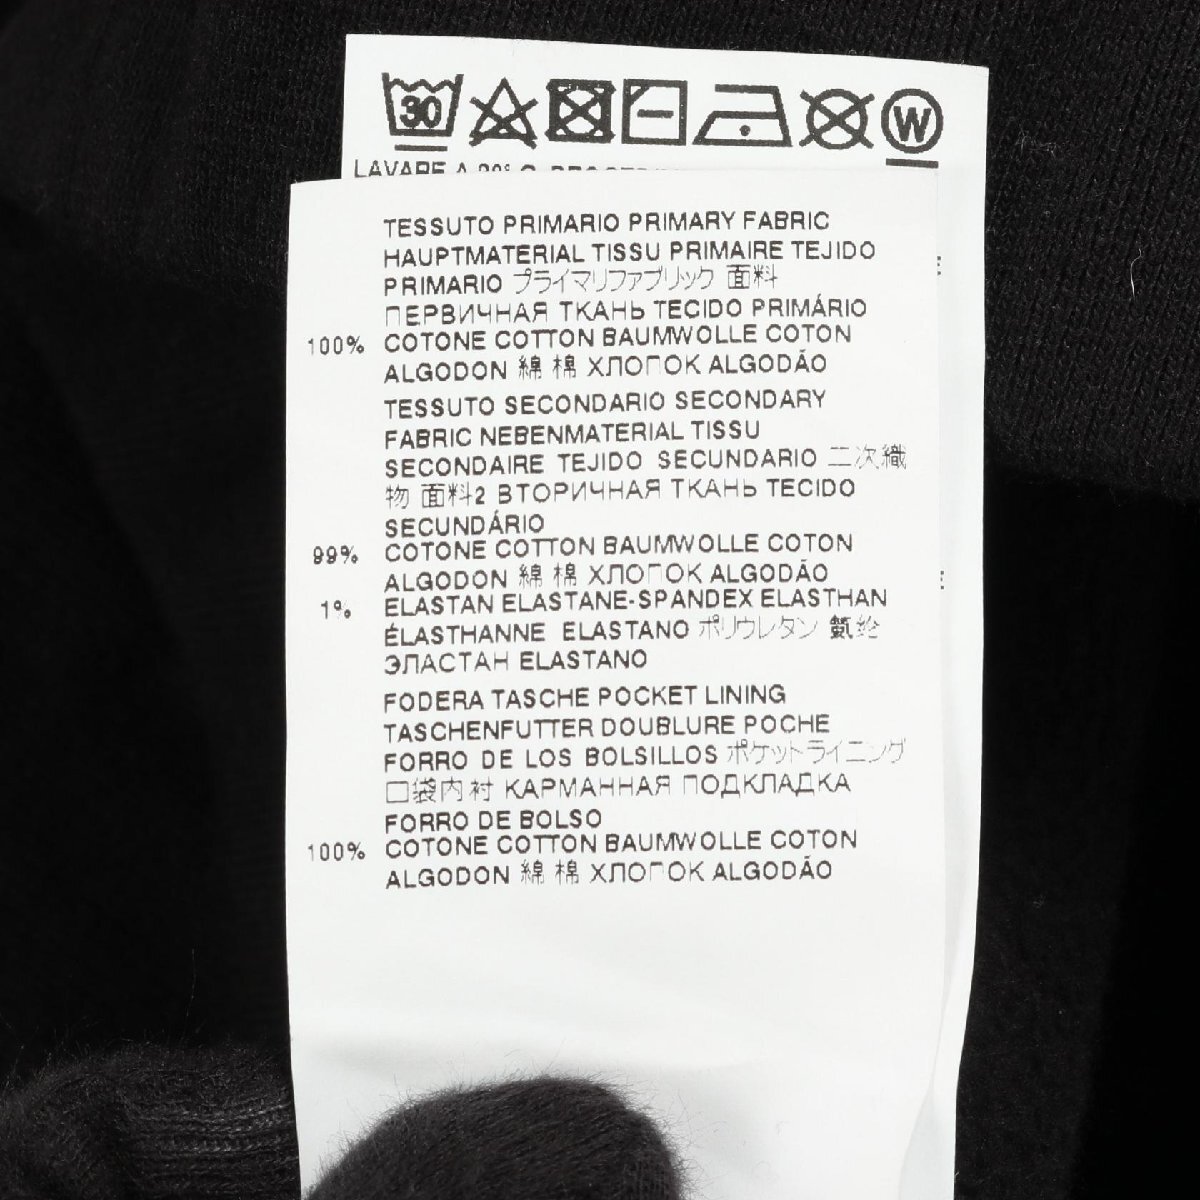 30
W
LAVARE A 30° C
TESSUTO PRIMARIO PRIMARY FABRIC
HAUPTMATERIAL TISSU PRIMAIRE TEJIDO
PRIMARIO プライマリファブリック 面料
ПЕРВИЧНАЯ ТКАНЬ TECIDO PRIMÁRIO
100% COTONE COTTON BAUMWOLLE COTON
ALGODON 綿 棉 ХЛОПОК ALGODÃO
TESSUTO SECONDARIO SECONDARY
FABRIC NEBENMATERIAL TISSU
SECONDAIRE TEJIDO SECUNDARIO 二次織
物 面料2 ВТОРИЧНАЯ ТКАНЬ TECIDO
SECUNDÁRIO
99% COTONE COTTON BAUMWOLLE COTON
ALGODON 綿 棉 ХЛОПОК ALGODÃO
1% ELASTAN ELASTANE-SPANDEX ELASTHAN
ÉLASTHANNE ELASTANO ポリウレタン 氨纶
ЭЛАСТАН ELASTANO
FODERA TASCHE POCKET LINING
TASCHENFUTTER DOUBLURE POCHE
FORRO DE LOS BOLSILLOS ポケットライニング
口袋内衬 КАРМАННАЯ ПОДКЛАДКА
FORRO DE BOLSO
100% COTONE COTTON BAUMWOLLE COTON
ALGODON 綿 棉 ХЛОПОК ALGODÃO